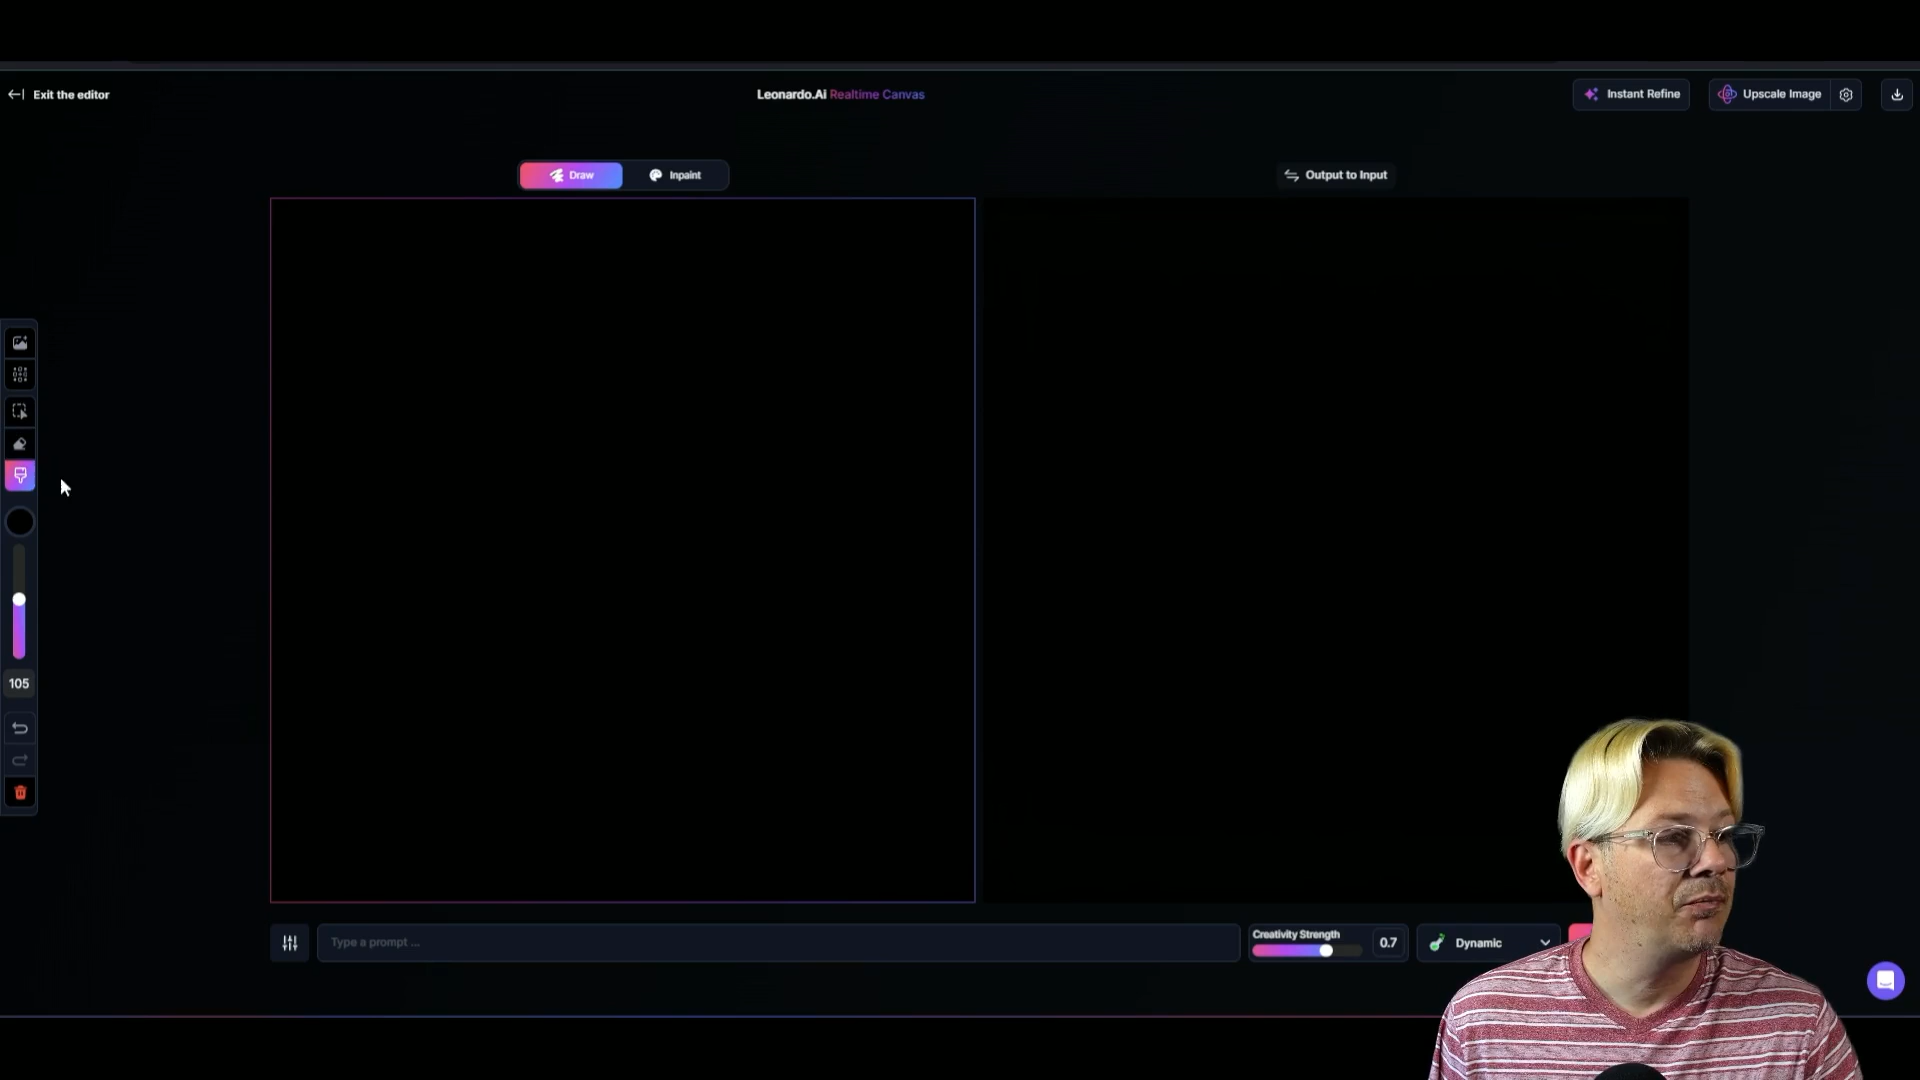 Exit the editor
Leonardo.Ai Realtime Canvas
Instant Refine
Upscale Image
Draw
Inpaint
Output to Input
105
Type a prompt ...
Creativity Strength
0.7
Dynamic